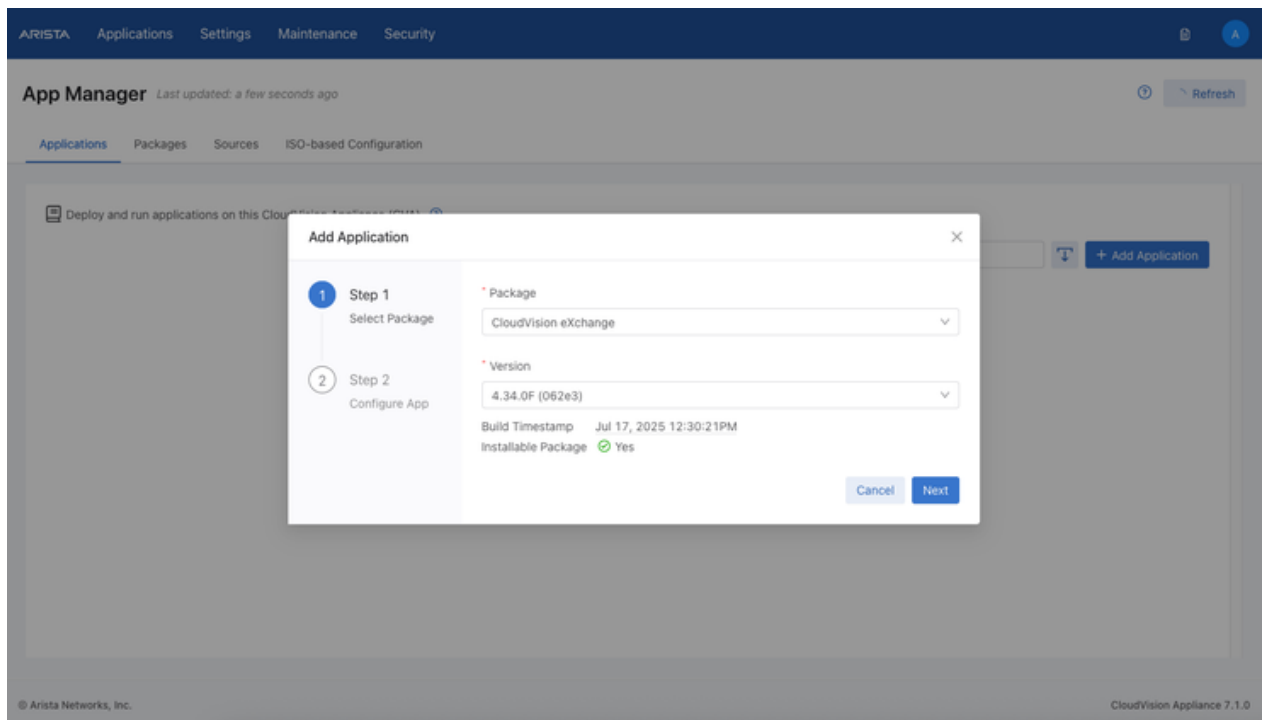 ARISTA Applications Settings Maintenance Security A
App Manager Last updated: a few seconds ago Refresh
Applications Packages Sources ISO-based Configuration
Deploy and run applications on this
+ Add Application
Add Application
1 Step 1
Select Package
2 Step 2
Configure App
* Package
CloudVision eXchange
* Version
4.34.0F (062e3)
Build Timestamp Jul 17, 2025 12:30:21PM
Installable Package Yes
Cancel Next
© Arista Networks, Inc. CloudVision Appliance 7.1.0